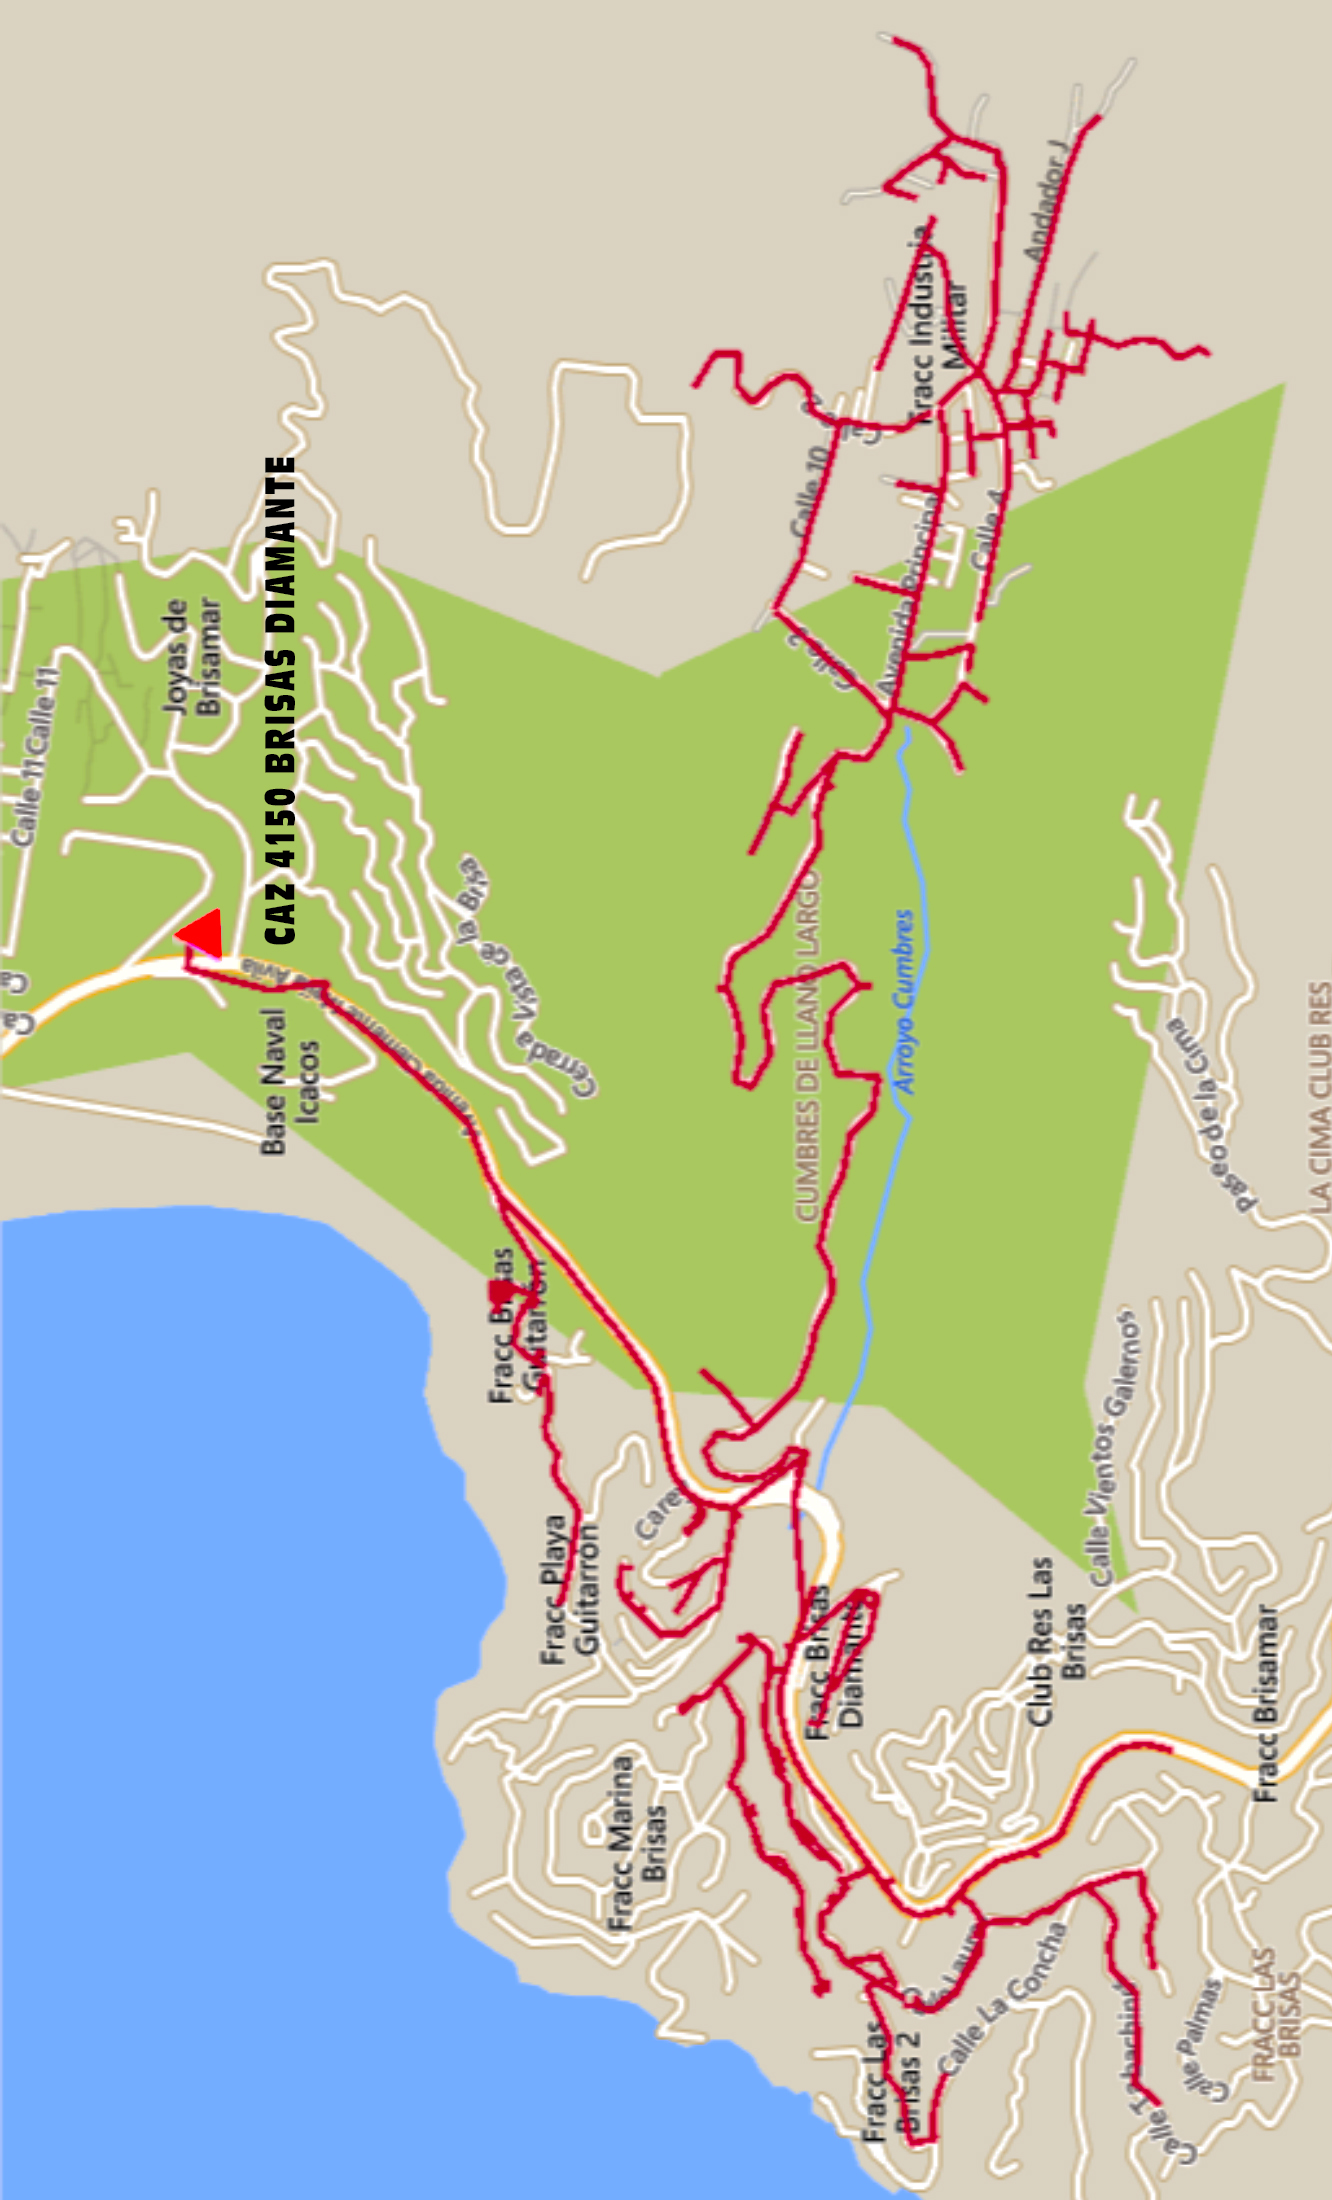 CAZ 4150 BRISAS DIAMANTE
Calle 11
Calle 11
Joyas de
Brisamar
Base Naval
Icacos
Cerrada Vista de la Brisa
Fracc Brisas
Guitarrón
Fracc Playa
Guitarrón
Carey
Fracc Marina
Brisas
Fracc Brisas
Diamante
Fracc Las
Brisas 2
Calle La Concha
Calle Tabachines
Calle Palmas
FRACC LAS
BRISAS
Fracc Brisamar
Club Res Las
Brisas
Calle Vientos Galernos
Paseo de la Cima
LA CIMA CLUB RES
CUMBRES DE LLANO LARGO
Arroyo Cumbres
Avenida Principal
Calle 2
Calle 4
Calle 10
Fracc Industria
Militar
Andador J